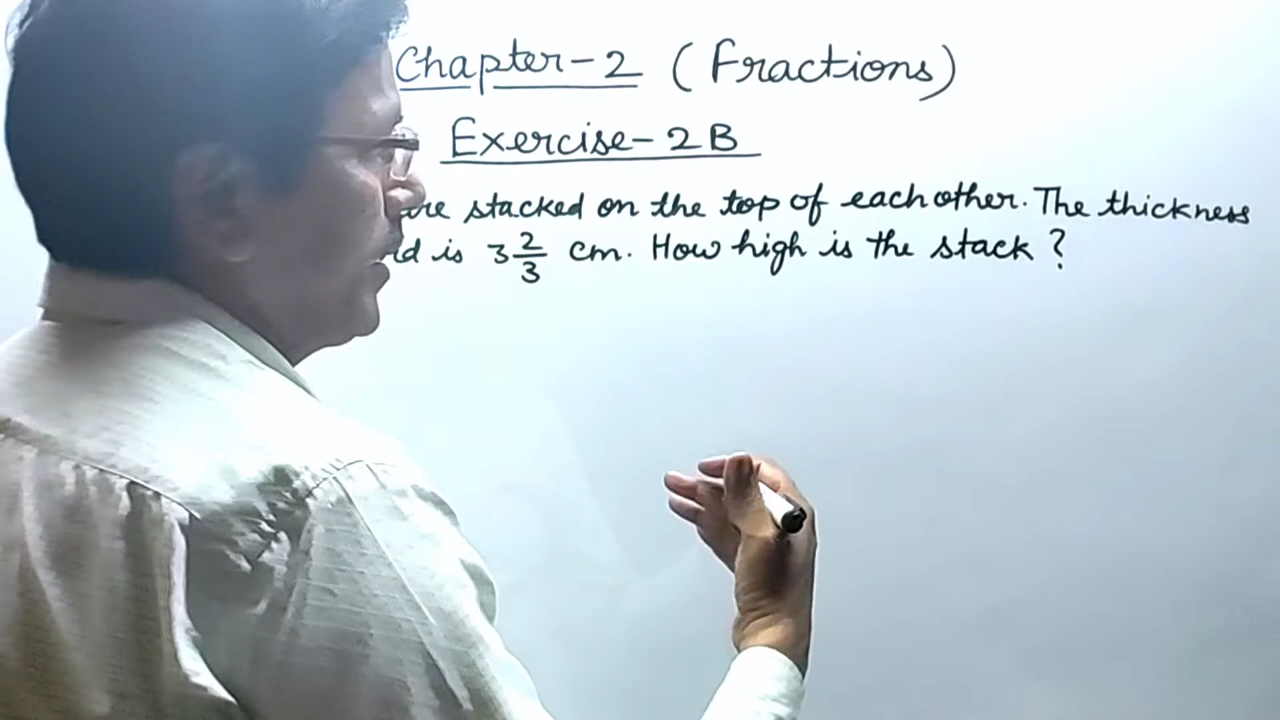 Chapter-2 (Fractions)
Exercise-2B
are stacked on the top of each other. The thickness
is 3 2/3 cm. How high is the stack ?